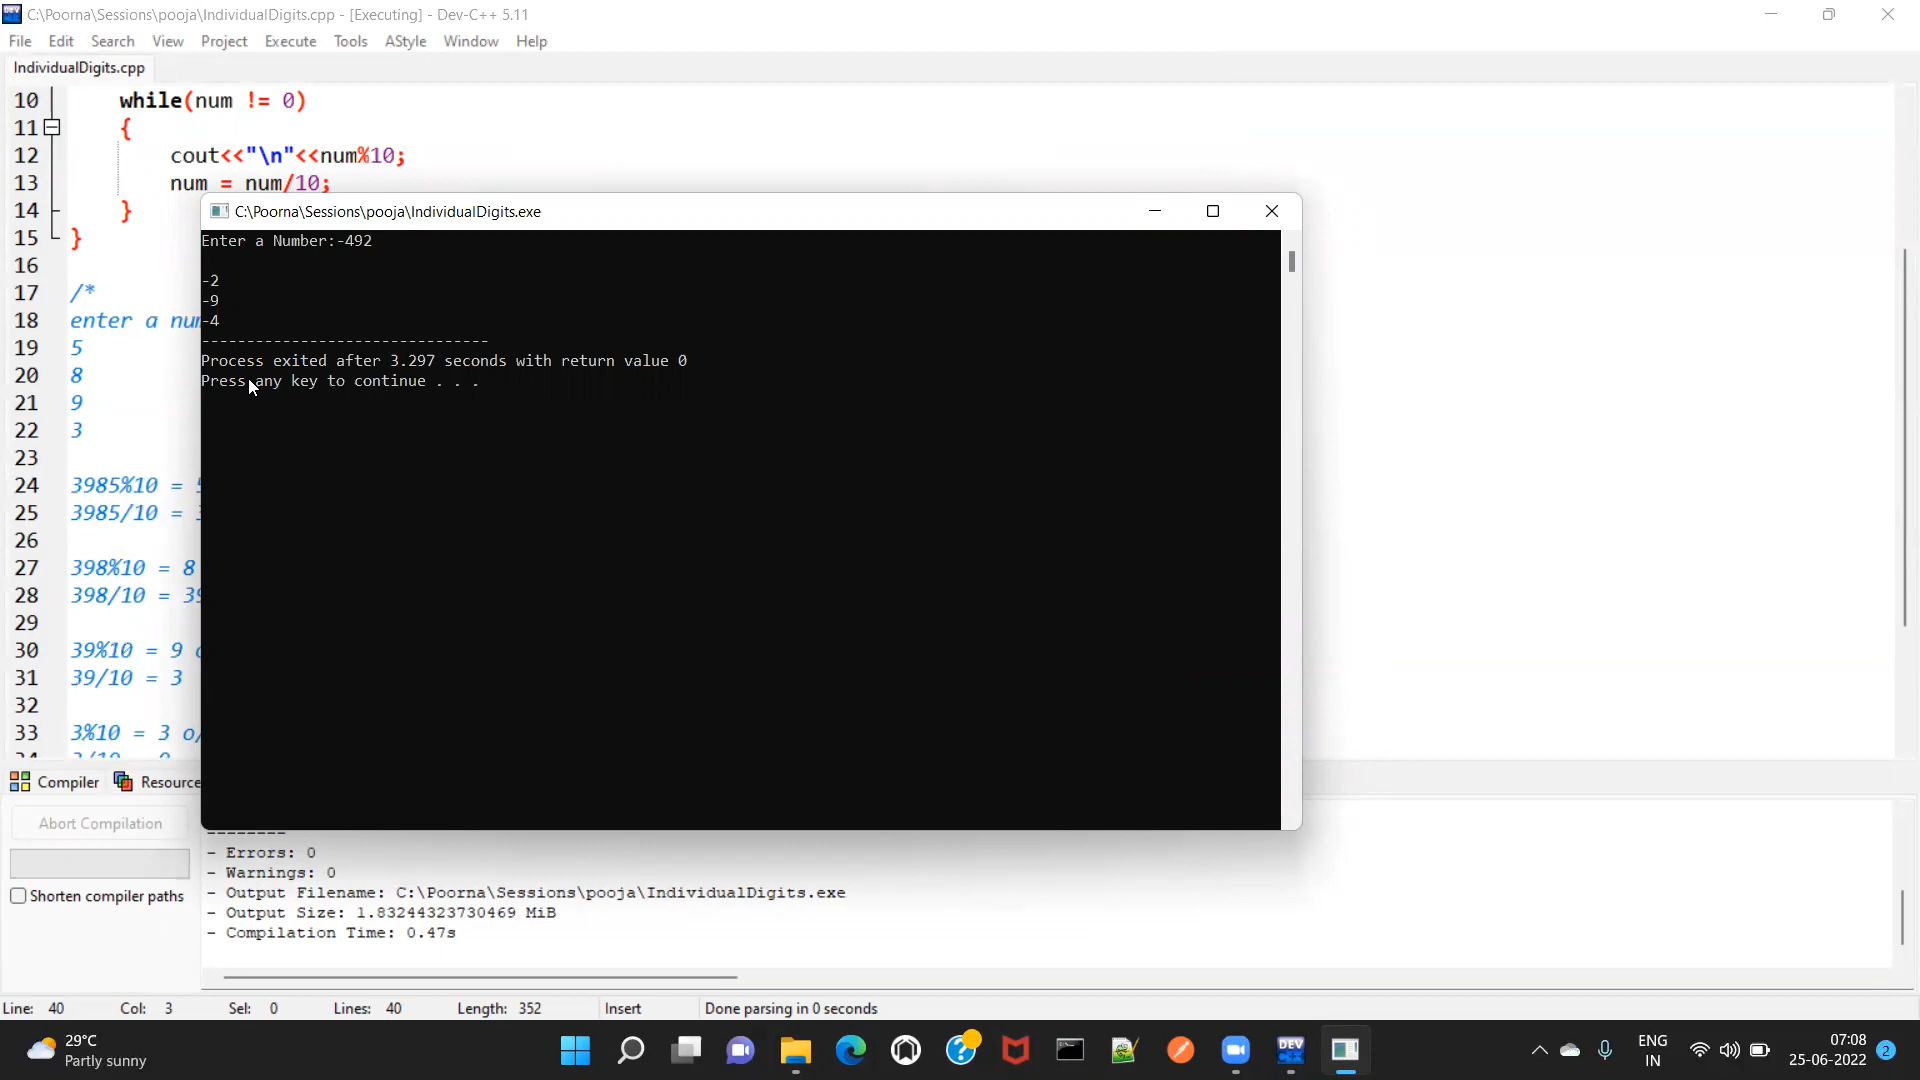 C:\Poorna\Sessions\pooja\IndividualDigits.cpp - [Executing] - Dev-C++ 5.11
File Edit Search View Project Execute Tools AStyle Window Help
IndividualDigits.cpp
10 while(num != 0)
11 {
12 cout<<"\n"<<num%10;
13 num = num/10;
14 }
15 }
16
17 /*
18 enter a num
19 5
20 8
21 9
22 3
23
24 3985%10 =
25 3985/10 =
26
27 398%10 = 8
28 398/10 = 39
29
30 39%10 = 9
31 39/10 = 3
32
33 3%10 = 3 o/
C:\Poorna\Sessions\pooja\IndividualDigits.exe
Enter a Number:-492
-2
-9
-4
--------------------------------
Process exited after 3.297 seconds with return value 0
Press any key to continue . . .
Compiler Resource
Abort Compilation
Shorten compiler paths
--------
- Errors: 0
- Warnings: 0
- Output Filename: C:\Poorna\Sessions\pooja\IndividualDigits.exe
- Output Size: 1.83244323730469 MiB
- Compilation Time: 0.47s
Line: 40 Col: 3 Sel: 0 Lines: 40 Length: 352 Insert Done parsing in 0 seconds
29°C
Partly sunny
DEV
ENG
IN
07:08
25-06-2022
2